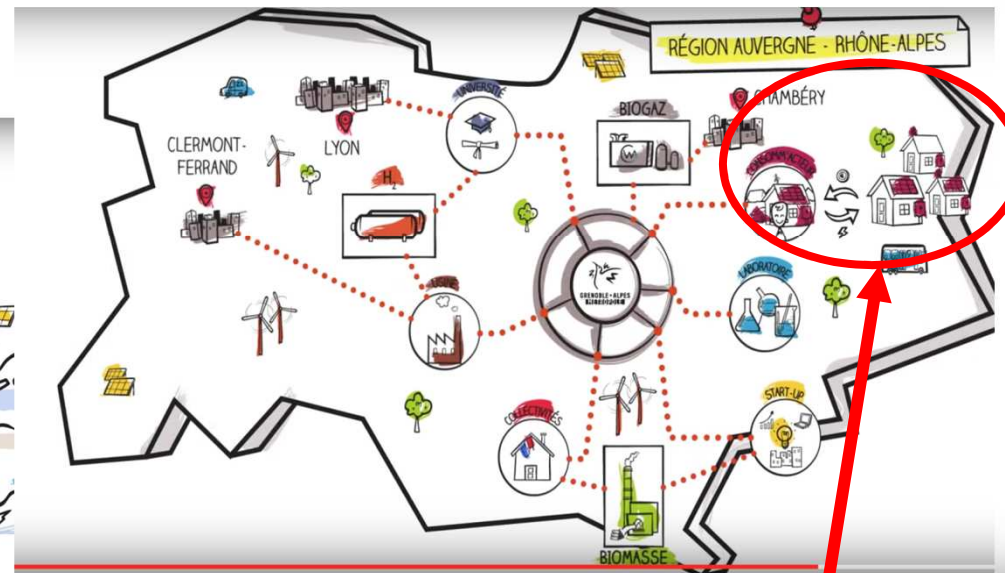 RÉGION AUVERGNE - RHÔNE-ALPES
UNIVERSITÉ
BIOGAZ
CHAMBÉRY
CLERMONT-
FERRAND
LYON
H₂
CONSOMM'ACTEUR
USINE
GRENOBLE-ALPES
MÉTROPOLE
LABORATOIRE
COLLECTIVITÉS
START-UP
BIOMASSE